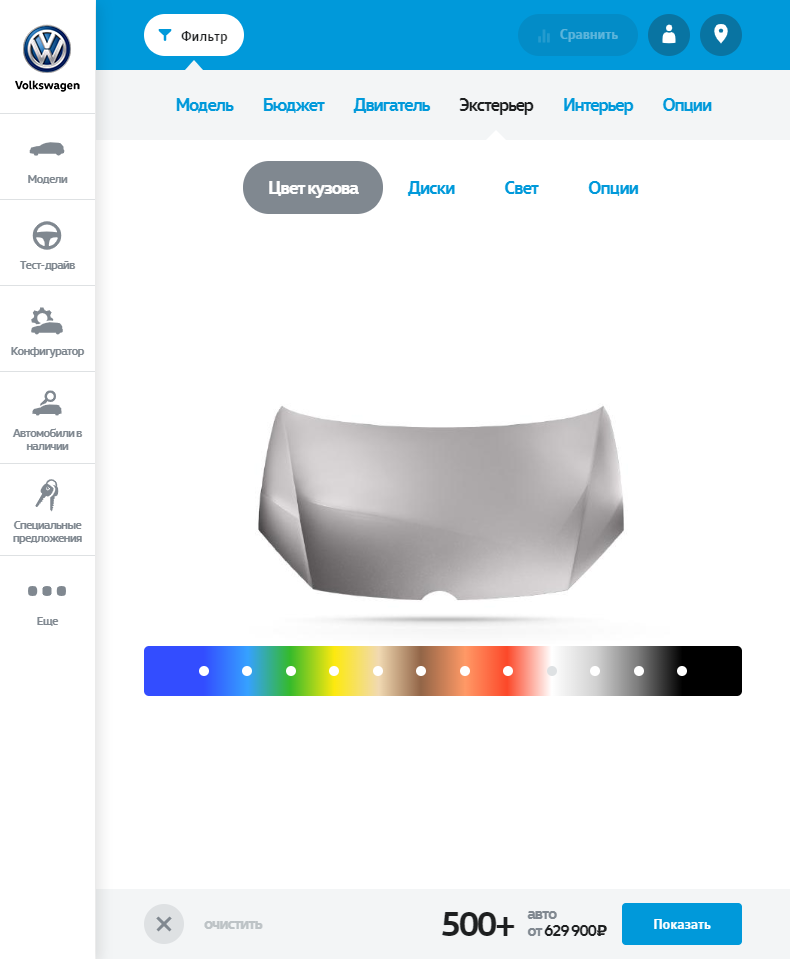 Volkswagen
Модели
Тест-драйв
Конфигуратор
Автомобили в
наличии
Специальные
предложения
Еще
Фильтр
Сравнить
Модель Бюджет Двигатель Экстерьер Интерьер Опции
Цвет кузова Диски Свет Опции
очистить
500+
авто
от 629 900₽
Показать